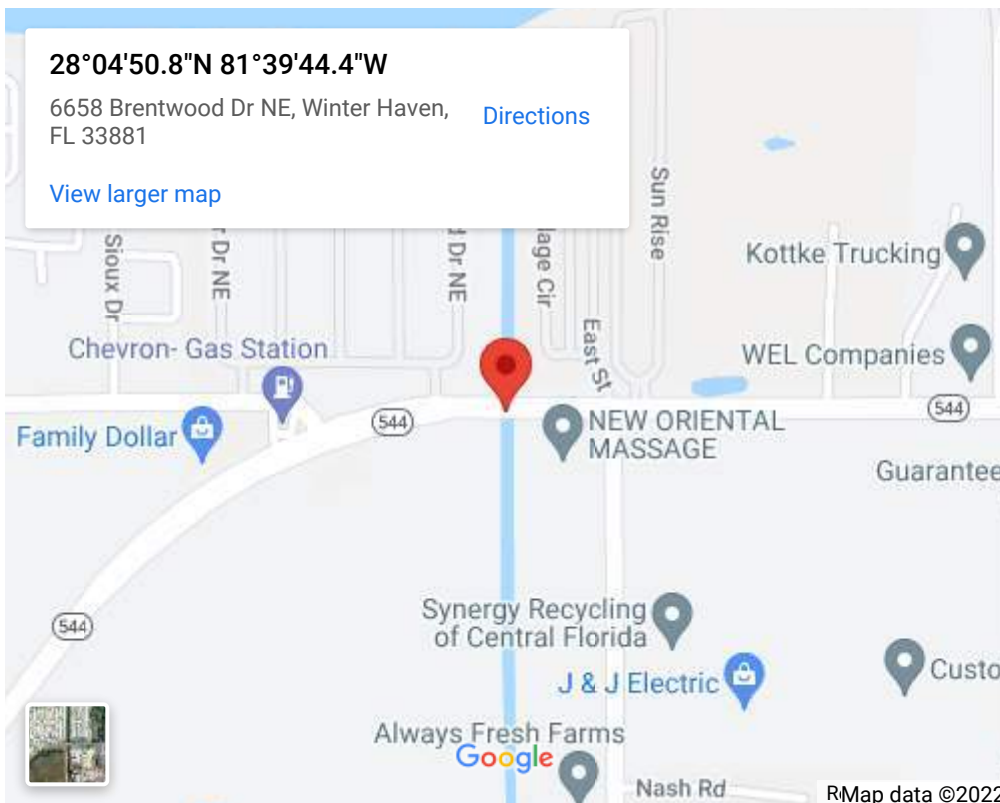 28°04'50.8"N 81°39'44.4"W
6658 Brentwood Dr NE, Winter Haven,
FL 33881
Directions
View larger map
Sioux Dr
r Dr NE
d Dr NE
lage Cir
Sun Rise
East St
Kottke Trucking
Chevron- Gas Station
WEL Companies
544
544
Family Dollar
NEW ORIENTAL
MASSAGE
Guarantee
544
Synergy Recycling
of Central Florida
J & J Electric
Custo
Always Fresh Farms
Google
Nash Rd
Map data ©2022